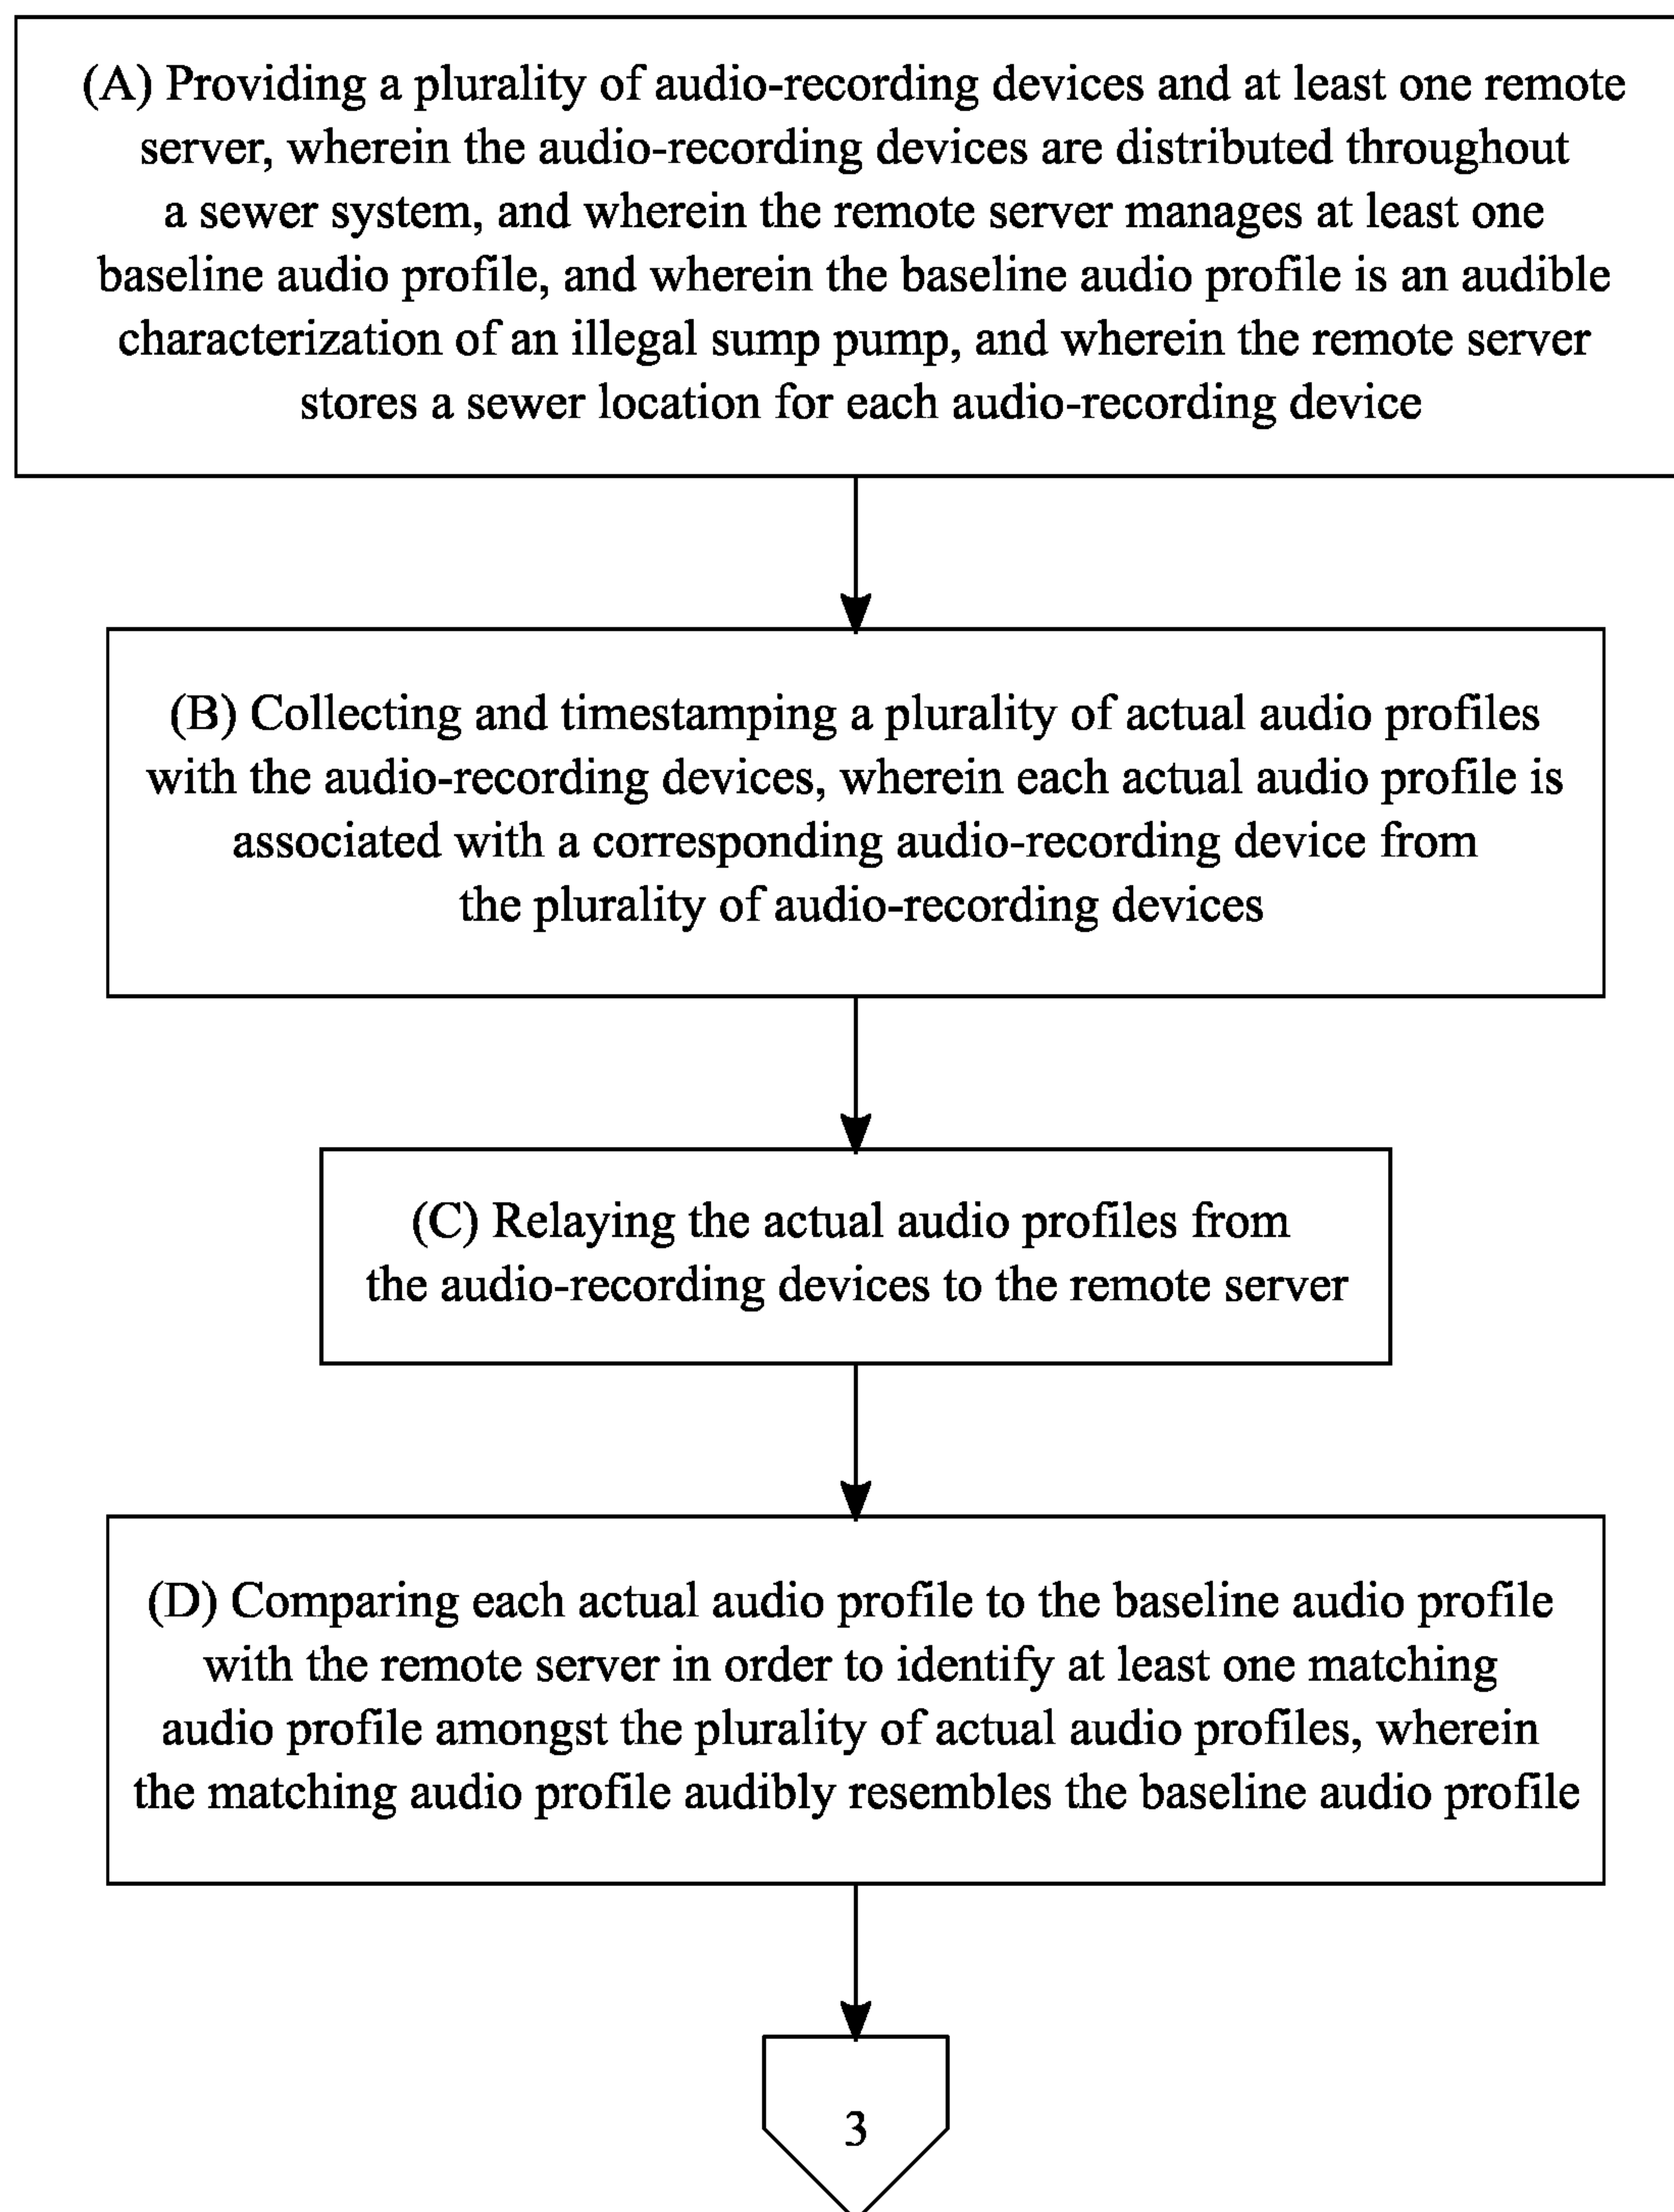 (A) Providing a plurality of audio-recording devices and at least one remote
server, wherein the audio-recording devices are distributed throughout
a sewer system, and wherein the remote server manages at least one
baseline audio profile, and wherein the baseline audio profile is an audible
characterization of an illegal sump pump, and wherein the remote server
stores a sewer location for each audio-recording device
(B) Collecting and timestamping a plurality of actual audio profiles
with the audio-recording devices, wherein each actual audio profile is
associated with a corresponding audio-recording device from
the plurality of audio-recording devices
(C) Relaying the actual audio profiles from
the audio-recording devices to the remote server
(D) Comparing each actual audio profile to the baseline audio profile
with the remote server in order to identify at least one matching
audio profile amongst the plurality of actual audio profiles, wherein
the matching audio profile audibly resembles the baseline audio profile
3